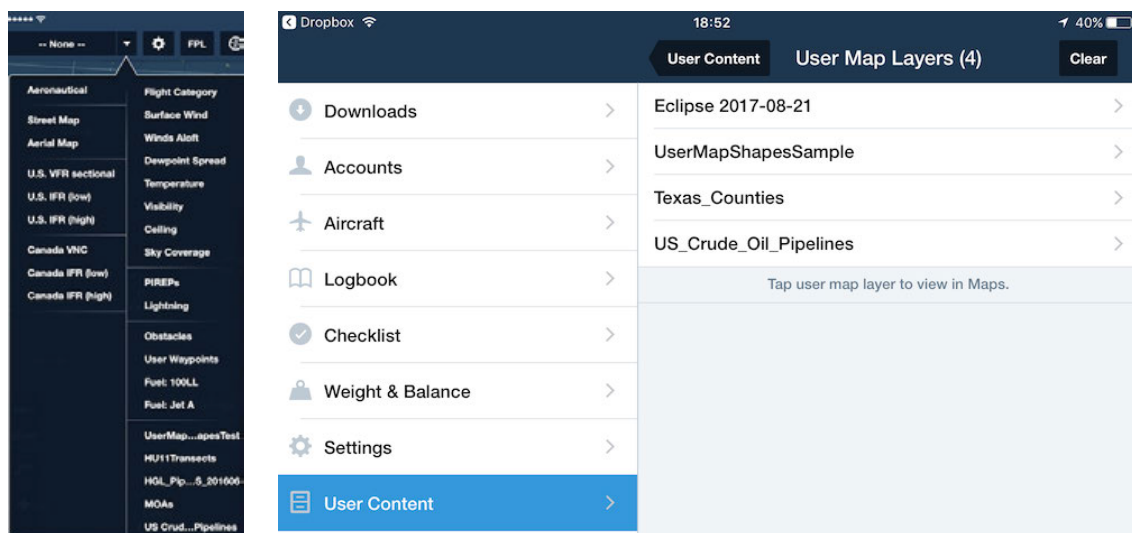 -- None --
FPL
Aeronautical
Street Map
Aerial Map
U.S. VFR sectional
U.S. IFR (low)
U.S. IFR (high)
Canada VNC
Canada IFR (low)
Canada IFR (high)
Flight Category
Surface Wind
Winds Aloft
Dewpoint Spread
Temperature
Visibility
Ceiling
Sky Coverage
PIREPs
Lightning
Obstacles
User Waypoints
Fuel: 100LL
Fuel: Jet A
UserMap...apesTest
HU11Transects
HGL_Pip...S_201606-
MOAs
US Crud...Pipelines
Dropbox 18:52 40%
User Content User Map Layers (4) Clear
Downloads
Accounts
Aircraft
Logbook
Checklist
Weight & Balance
Settings
User Content
Eclipse 2017-08-21
UserMapShapesSample
Texas_Counties
US_Crude_Oil_Pipelines
Tap user map layer to view in Maps.